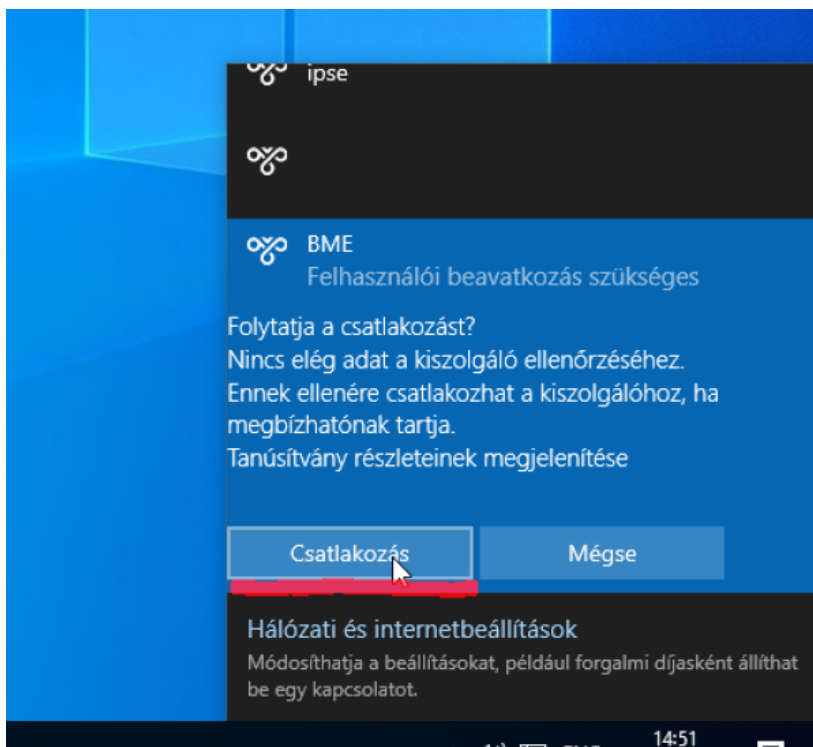 ipse
BME
Felhasználói beavatkozás szükséges
Folytatja a csatlakozást?
Nincs elég adat a kiszolgáló ellenőrzéséhez.
Ennek ellenére csatlakozhat a kiszolgálóhoz, ha
megbízhatónak tartja.
Tanúsítvány részleteinek megjelenítése
Csatlakozás Mégse
Hálózati és internetbeállítások
Módosíthatja a beállításokat, például forgalmi díjasként állíthat
be egy kapcsolatot.
14:51